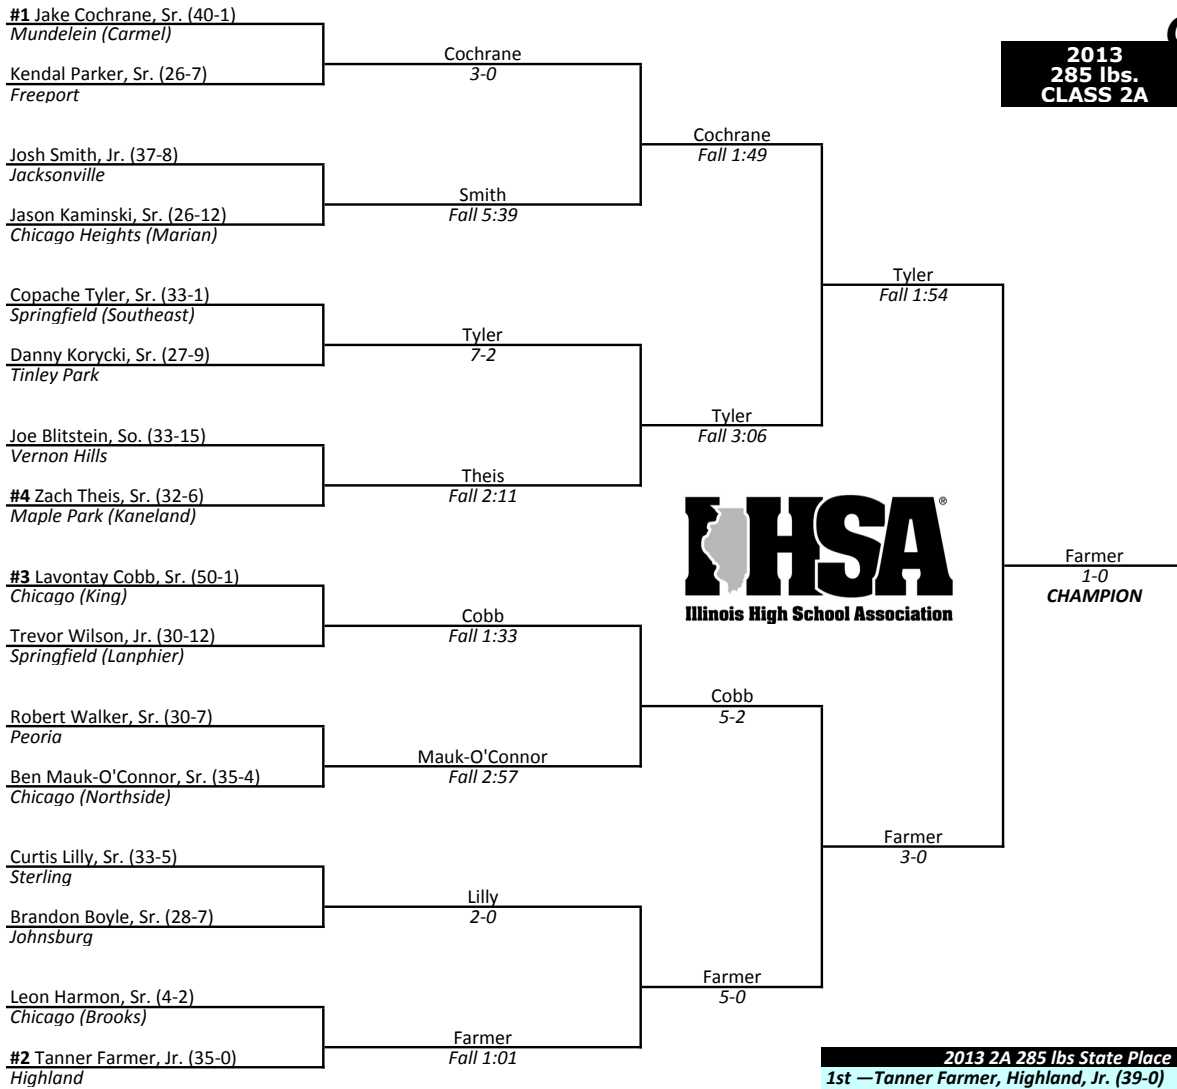 #1 Jake Cochrane, Sr. (40-1)
Mundelein (Carmel)
Kendal Parker, Sr. (26-7)
Freeport
Josh Smith, Jr. (37-8)
Jacksonville
Jason Kaminski, Sr. (26-12)
Chicago Heights (Marian)
Copache Tyler, Sr. (33-1)
Springfield (Southeast)
Danny Korycki, Sr. (27-9)
Tinley Park
Joe Blitstein, So. (33-15)
Vernon Hills
#4 Zach Theis, Sr. (32-6)
Maple Park (Kaneland)
#3 Lavontay Cobb, Sr. (50-1)
Chicago (King)
Trevor Wilson, Jr. (30-12)
Springfield (Lanphier)
Robert Walker, Sr. (30-7)
Peoria
Ben Mauk-O'Connor, Sr. (35-4)
Chicago (Northside)
Curtis Lilly, Sr. (33-5)
Sterling
Brandon Boyle, Sr. (28-7)
Johnsburg
Leon Harmon, Sr. (4-2)
Chicago (Brooks)
#2 Tanner Farmer, Jr. (35-0)
Highland
Cochrane
3-0
Smith
Fall 5:39
Tyler
7-2
Theis
Fall 2:11
Cobb
Fall 1:33
Mauk-O'Connor
Fall 2:57
Lilly
2-0
Farmer
Fall 1:01
Cochrane
Fall 1:49
Tyler
Fall 3:06
Cobb
5-2
Farmer
5-0
Tyler
Fall 1:54
Farmer
3-0
Farmer
1-0
CHAMPION
2013
285 lbs.
CLASS 2A
IHSA®
Illinois High School Association
2013 2A 285 lbs State Place
1st —Tanner Farmer, Highland, Jr. (39-0)